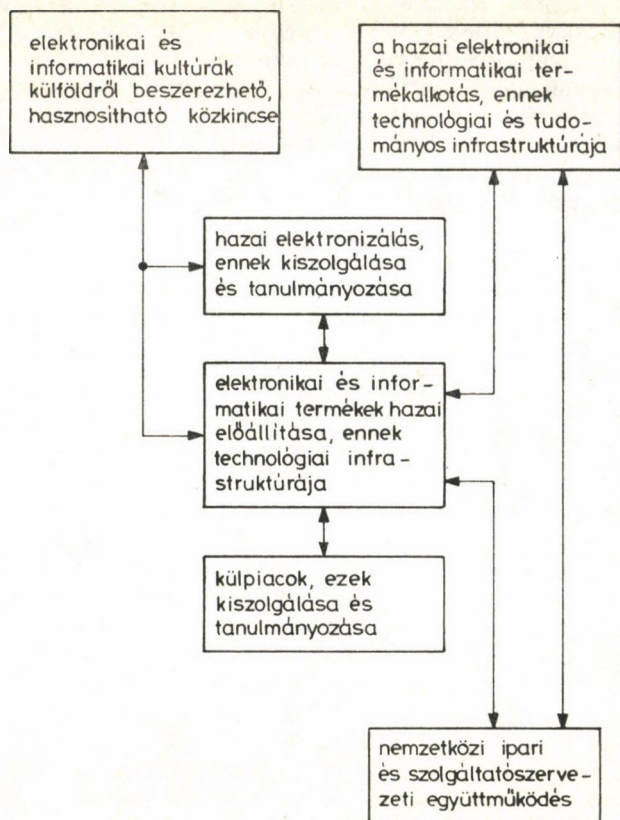 elektronikai és
informatikai kultúrák
külföldről beszerezhető,
hasznosítható közkincse
a hazai elektronikai
és informatikai ter-
mékalkotás, ennek
technológiai és tudo-
mányos infrastruktúrája
hazai elektronizálás,
ennek kiszolgálása
és tanulmányozása
elektronikai és infor-
matikai termékek hazai
előállítása, ennek
technológiai infra-
struktúrája
külpiacok, ezek
kiszolgálása és
tanulmányozása
nemzetközi ipari
és szolgáltatószerve-
zeti együttműködés